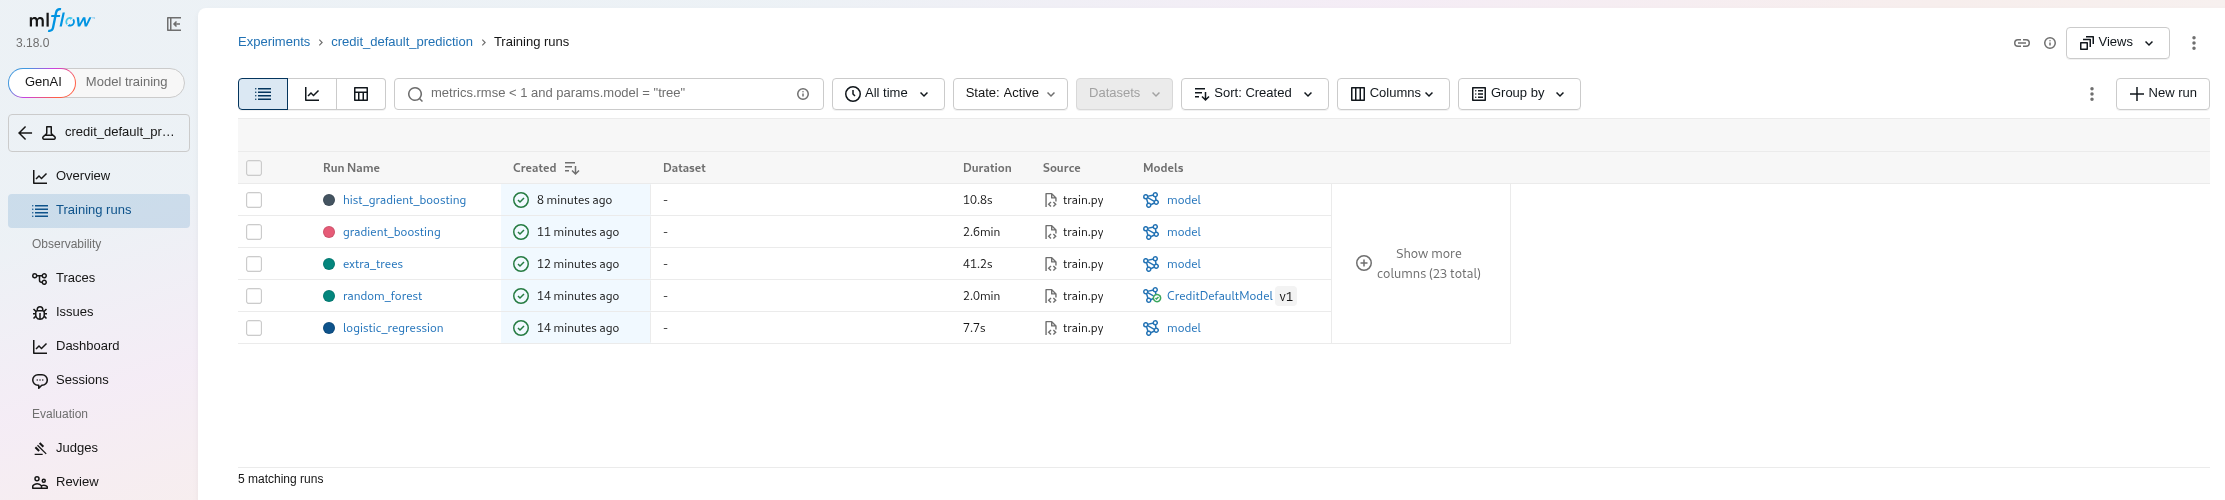 mlflow
3.18.0
GenAI Model training
credit_default_pr...
Overview
Training runs
Observability
Traces
Issues
Dashboard
Sessions
Evaluation
Judges
Review
Experiments > credit_default_prediction > Training runs
Views
metrics.rmse < 1 and params.model = "tree"
All time
State: Active
Datasets
Sort: Created
Columns
Group by
New run
Run Name Created Dataset Duration Source Models
hist_gradient_boosting 8 minutes ago - 10.8s train.py model
gradient_boosting 11 minutes ago - 2.6min train.py model
extra_trees 12 minutes ago - 41.2s train.py model
random_forest 14 minutes ago - 2.0min train.py CreditDefaultModel v1
logistic_regression 14 minutes ago - 7.7s train.py model
Show more
columns (23 total)
5 matching runs